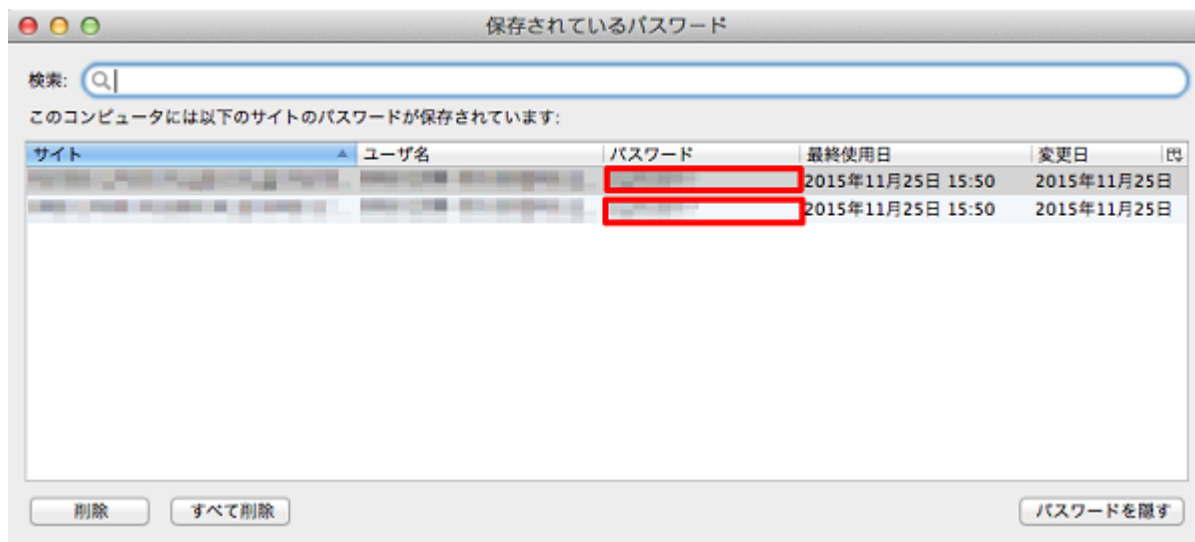 保存されているパスワード
検索:
このコンピュータには以下のサイトのパスワードが保存されています:
サイト ユーザ名 パスワード 最終使用日 変更日
2015年11月25日 15:50 2015年11月25日
2015年11月25日 15:50 2015年11月25日
削除 すべて削除 パスワードを隠す